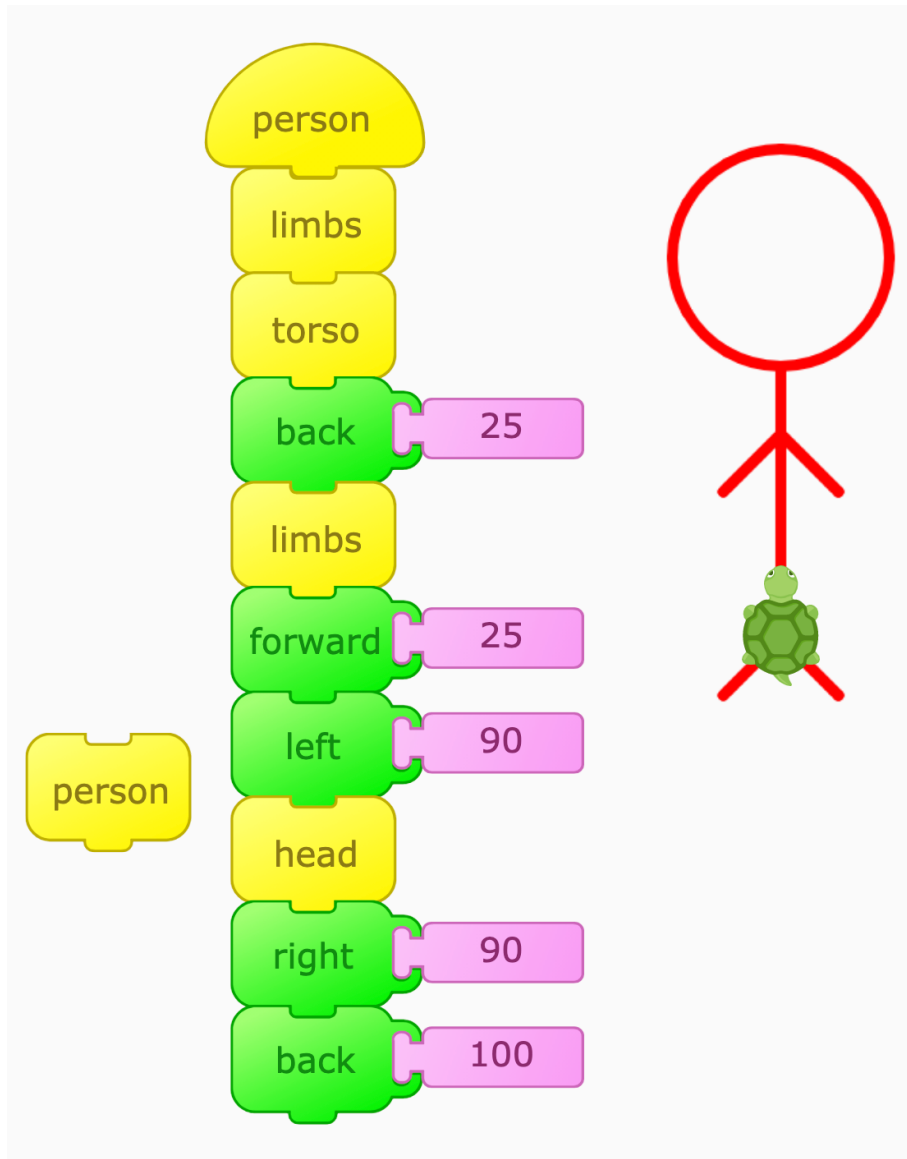 person
limbs
torso
back 25
limbs
forward 25
left 90
person
head
right 90
back 100